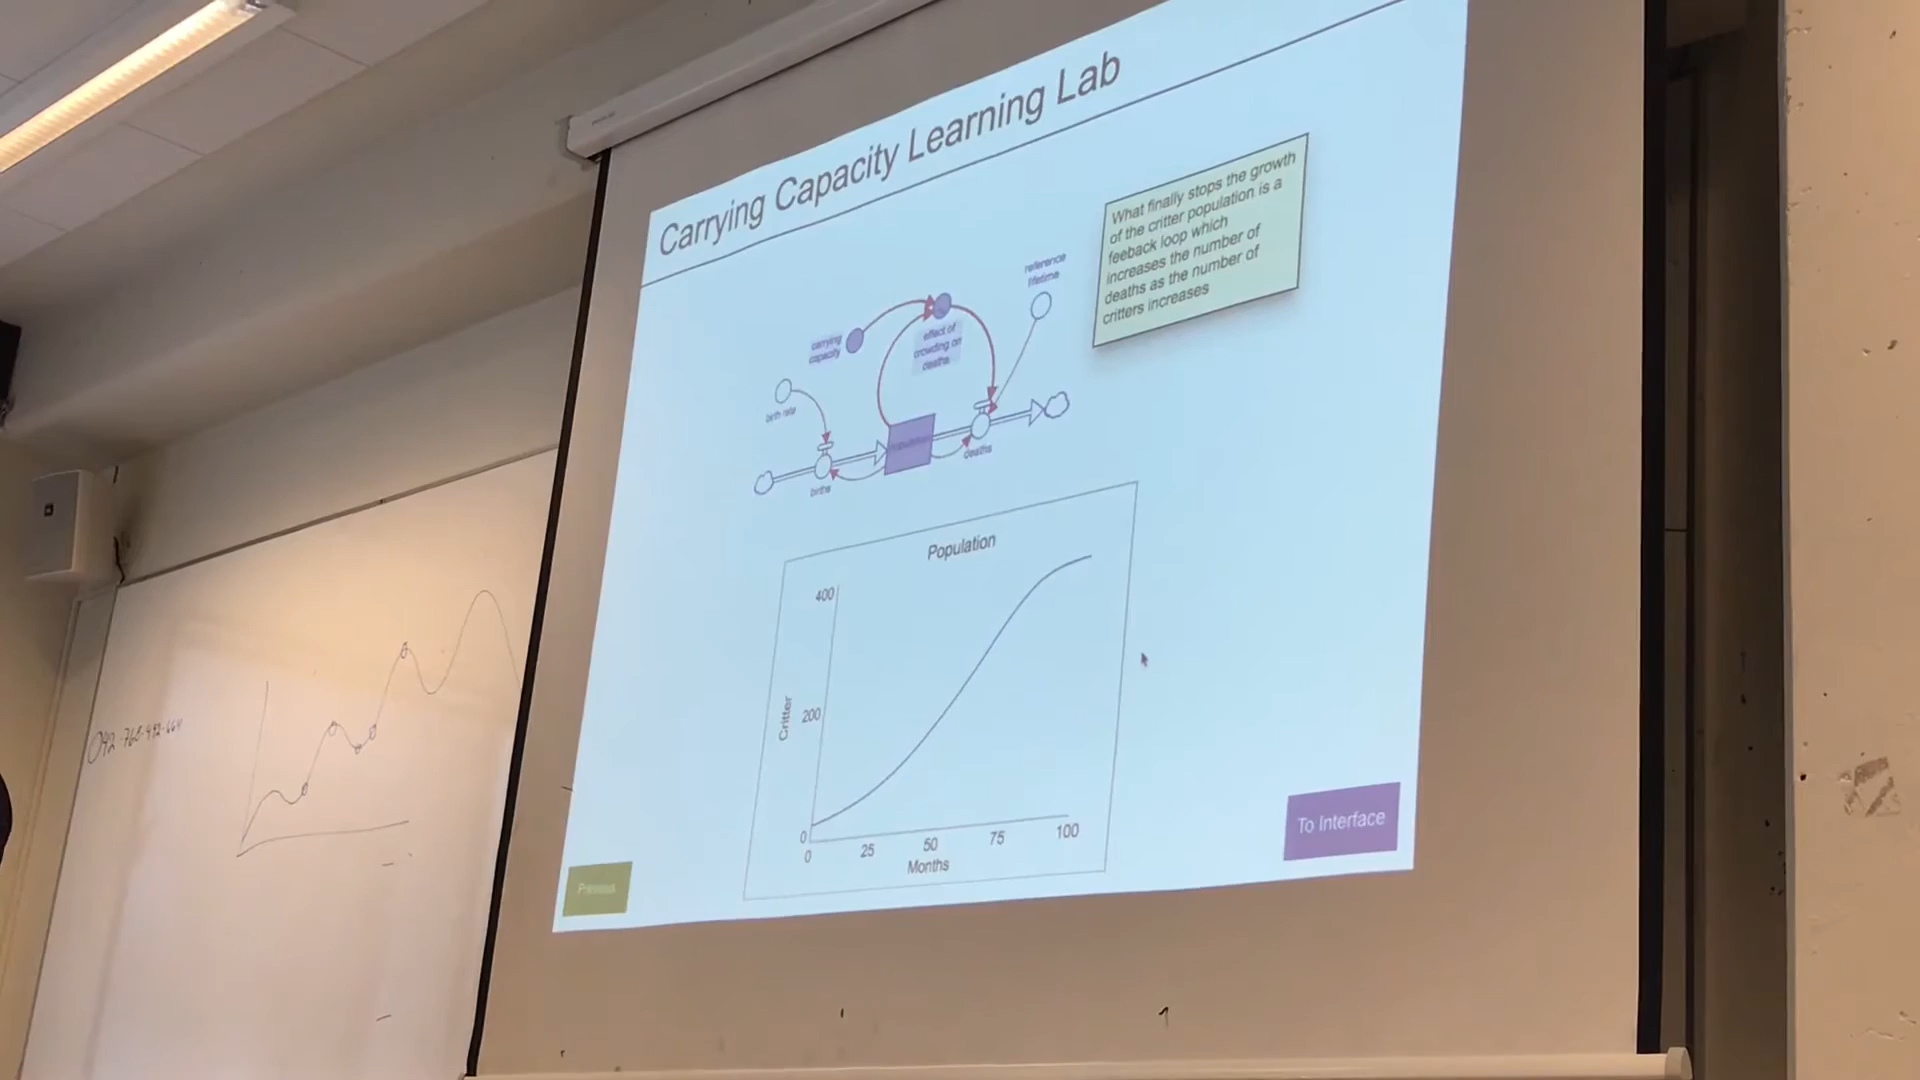 Carrying Capacity Learning Lab
What finally stops the growth
of the critter population is a
feeback loop which
increases the number of
deaths as the number of
critters increases
reference
lifetime
carrying
capacity
effect of
crowding on
deaths
birth rate
Population
deaths
births
Population
400
200
0
Critter
0
25
50
75
100
Months
To Interface
Previous